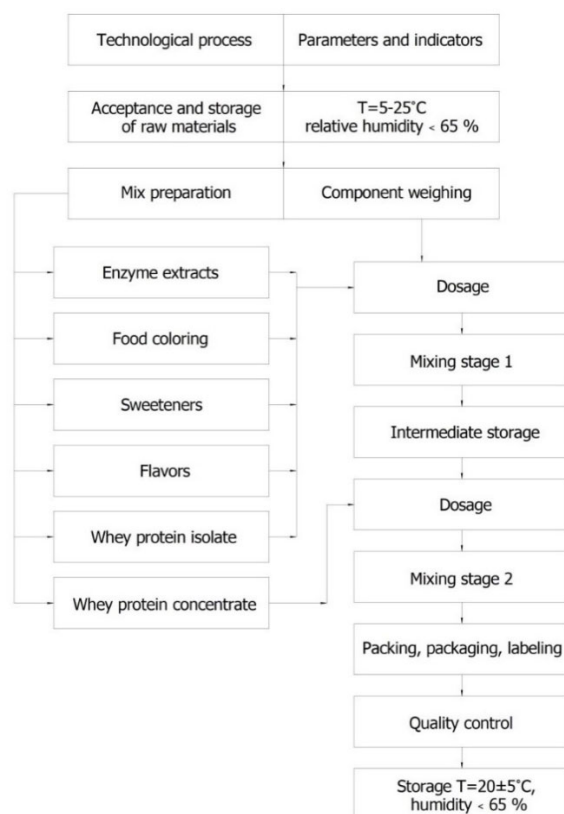 Technological process
Parameters and indicators
Acceptance and storage
of raw materials
T=5-25˚C
relative humidity < 65 %
Mix preparation
Component weighing
Enzyme extracts
Food coloring
Sweeteners
Flavors
Whey protein isolate
Whey protein concentrate
Dosage
Mixing stage 1
Intermediate storage
Dosage
Mixing stage 2
Packing, packaging, labeling
Quality control
Storage T=20±5˚C,
humidity < 65 %